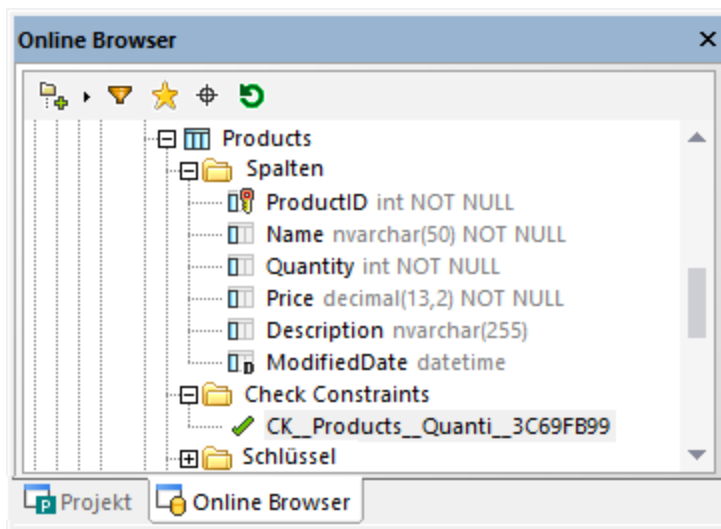 Online Browser
Products
Spalten
ProductID int NOT NULL
Name nvarchar(50) NOT NULL
Quantity int NOT NULL
Price decimal(13,2) NOT NULL
Description nvarchar(255)
ModifiedDate datetime
Check Constraints
CK__Products__Quanti__3C69FB99
Schlüssel
Projekt Online Browser